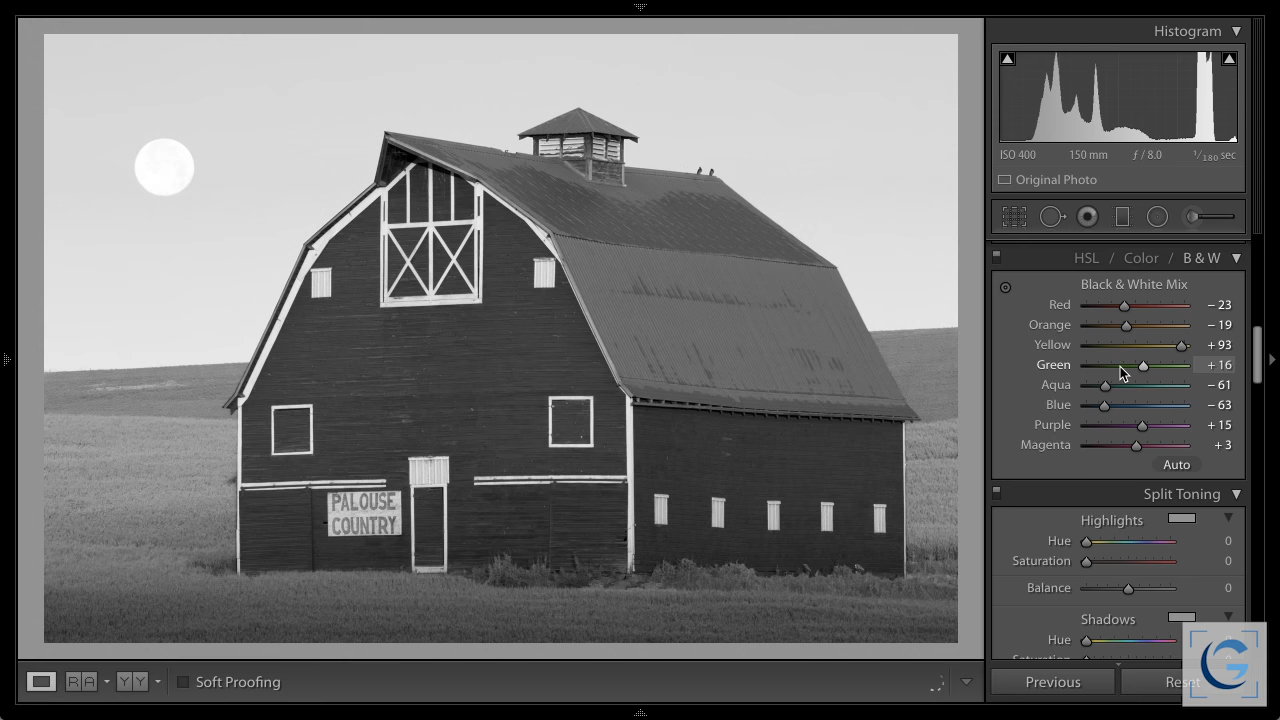 Histogram
ISO 400 150 mm ƒ / 8.0 1/180 sec
Original Photo
HSL / Color / B & W
Black & White Mix
Red - 23
Orange - 19
Yellow + 93
Green + 16
Aqua - 61
Blue - 63
Purple + 15
Magenta + 3
Auto
Split Toning
Highlights
Hue 0
Saturation 0
Balance 0
Shadows
Hue
PALOUSE
COUNTRY
R A Y Y Soft Proofing
Previous